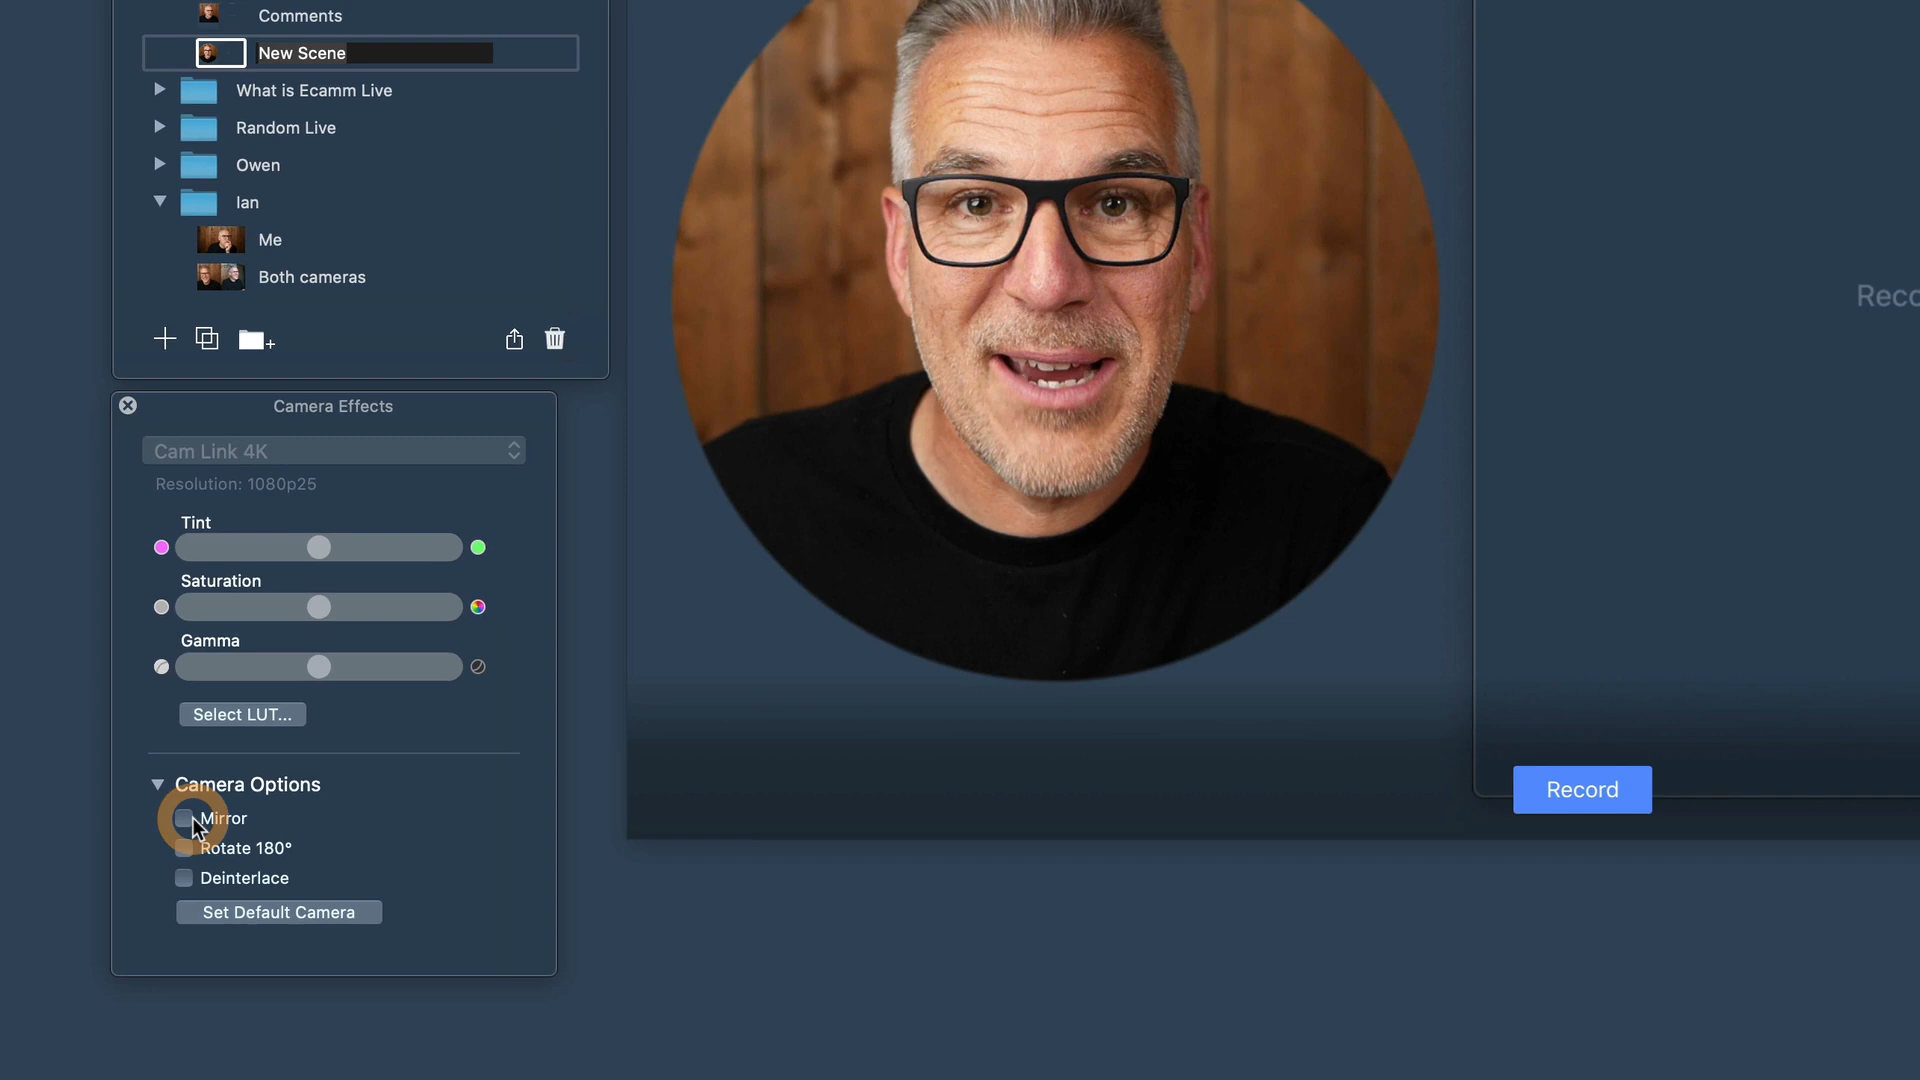 Comments
New Scene
What is Ecamm Live
Random Live
Owen
Ian
Me
Both cameras
Camera Effects
Cam Link 4K
Resolution: 1080p25
Tint
Saturation
Gamma
Select LUT...
Camera Options
Mirror
Rotate 180°
Deinterlace
Set Default Camera
Record